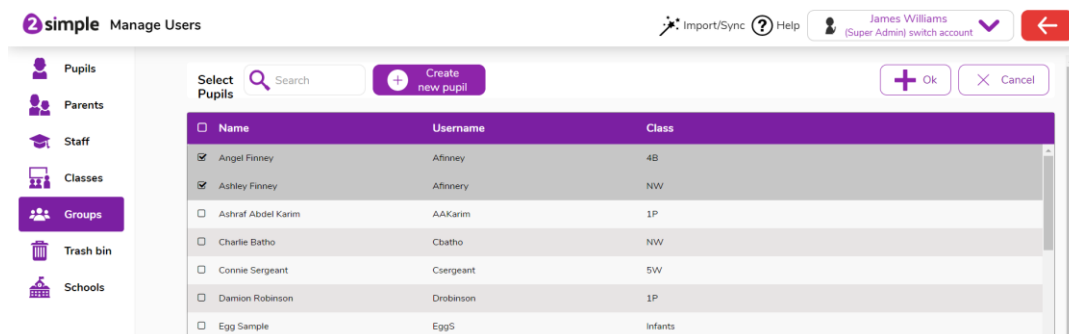 2simple Manage Users
Import/Sync
? Help
James Williams
(Super Admin) switch account
Pupils
Parents
Staff
Classes
Groups
Trash bin
Schools
Select
Pupils
Search
Create
new pupil
Ok
Cancel
Name Username Class
Angel Finney Afinney 4B
Ashley Finney Afinnery NW
Ashraf Abdel Karim AAKarim 1P
Charlie Batho Cbatho NW
Connie Sergeant Csergeant 5W
Damion Robinson Drobinson 1P
Egg Sample EggS Infants